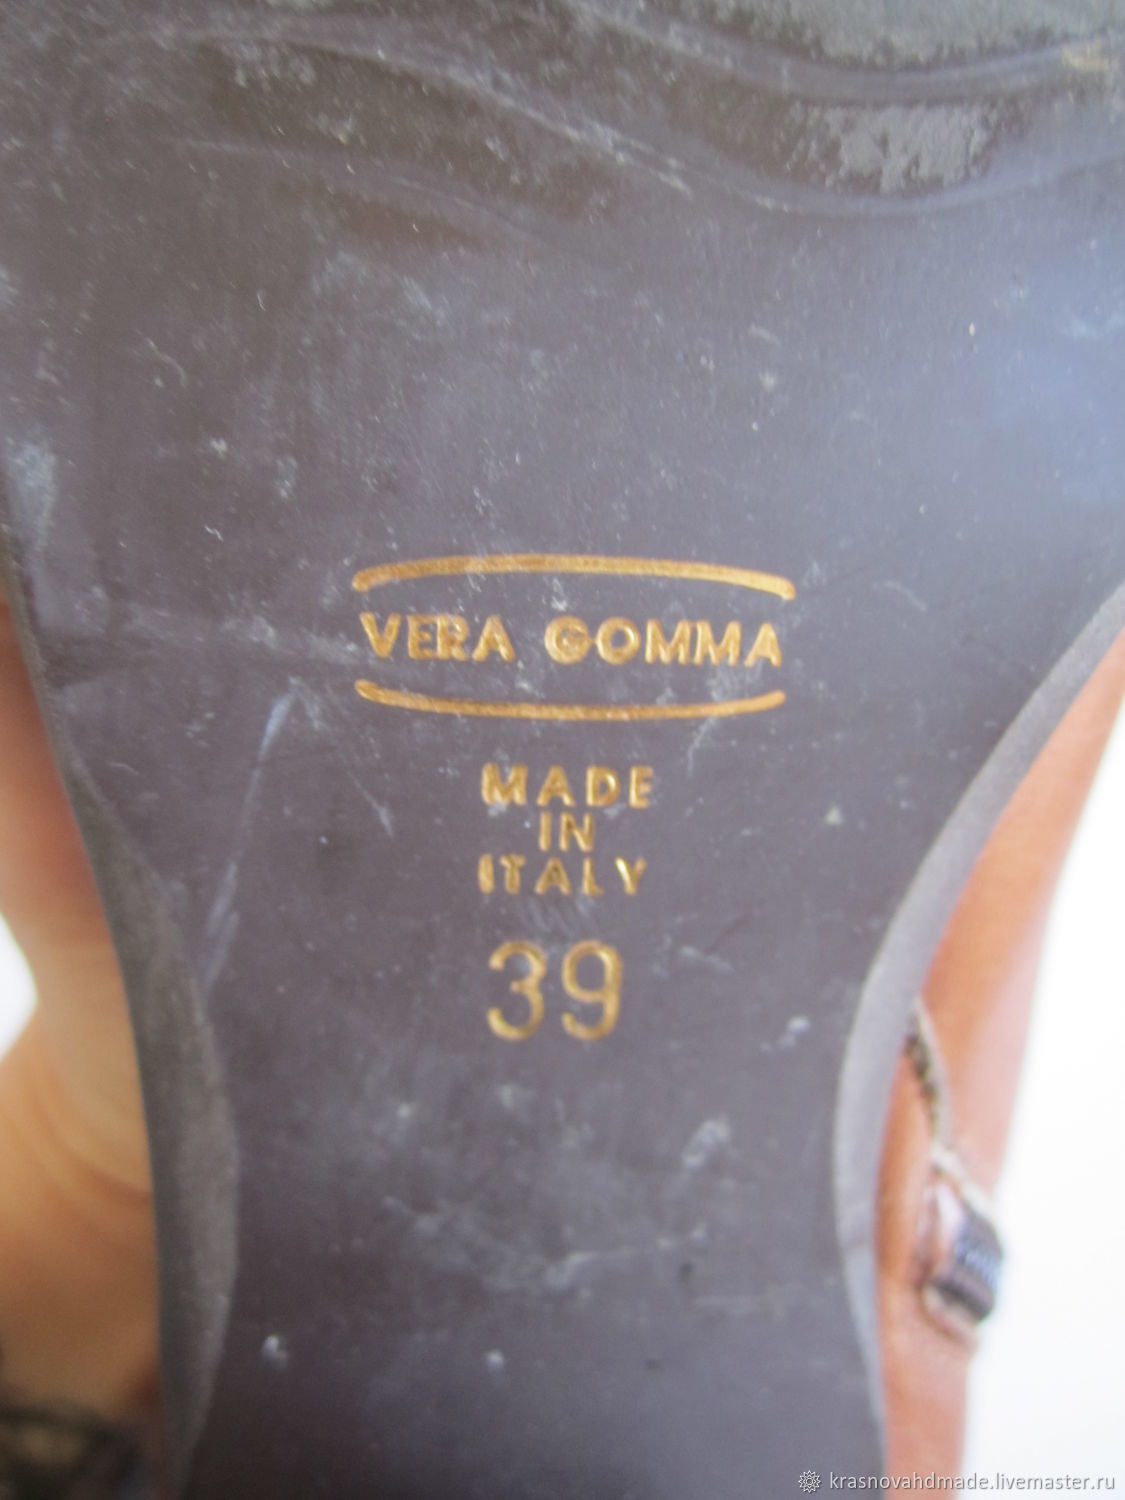 VERA GOMMA
MADE
IN
ITALY
39
krasnovahdmade.livemaster.ru